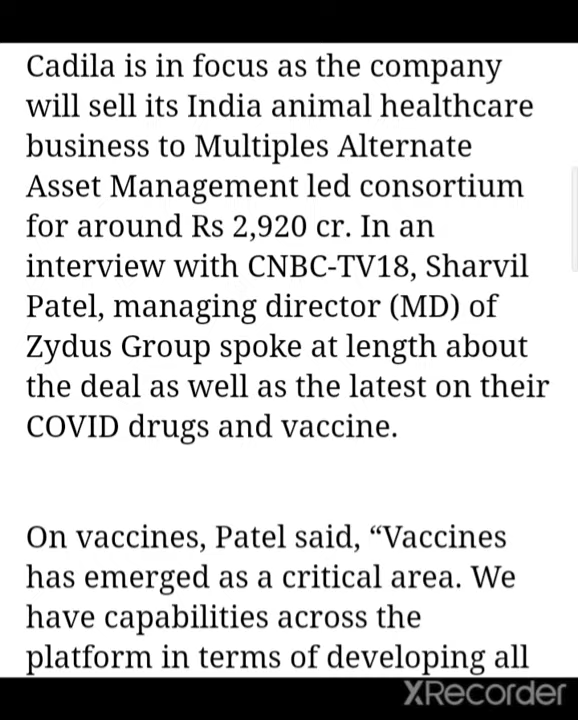 Cadila is in focus as the company
will sell its India animal healthcare
business to Multiples Alternate
Asset Management led consortium
for around Rs 2,920 cr. In an
interview with CNBC-TV18, Sharvil
Patel, managing director (MD) of
Zydus Group spoke at length about
the deal as well as the latest on their
COVID drugs and vaccine.
On vaccines, Patel said, “Vaccines
has emerged as a critical area. We
have capabilities across the
platform in terms of developing all
XRecorder